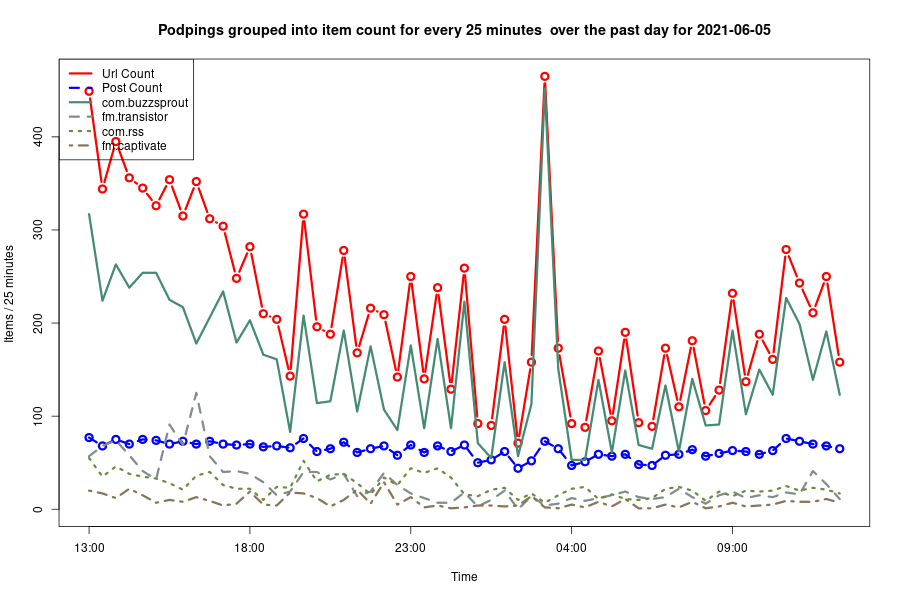 Podpings grouped into item count for every 25 minutes  over the past day for 2021-06-05
Url Count
Post Count
com.buzzsprout
fm.transistor
com.rss
fm.captivate
Items / 25 minutes
400
300
200
100
0
13:00 18:00 23:00 04:00 09:00
Time